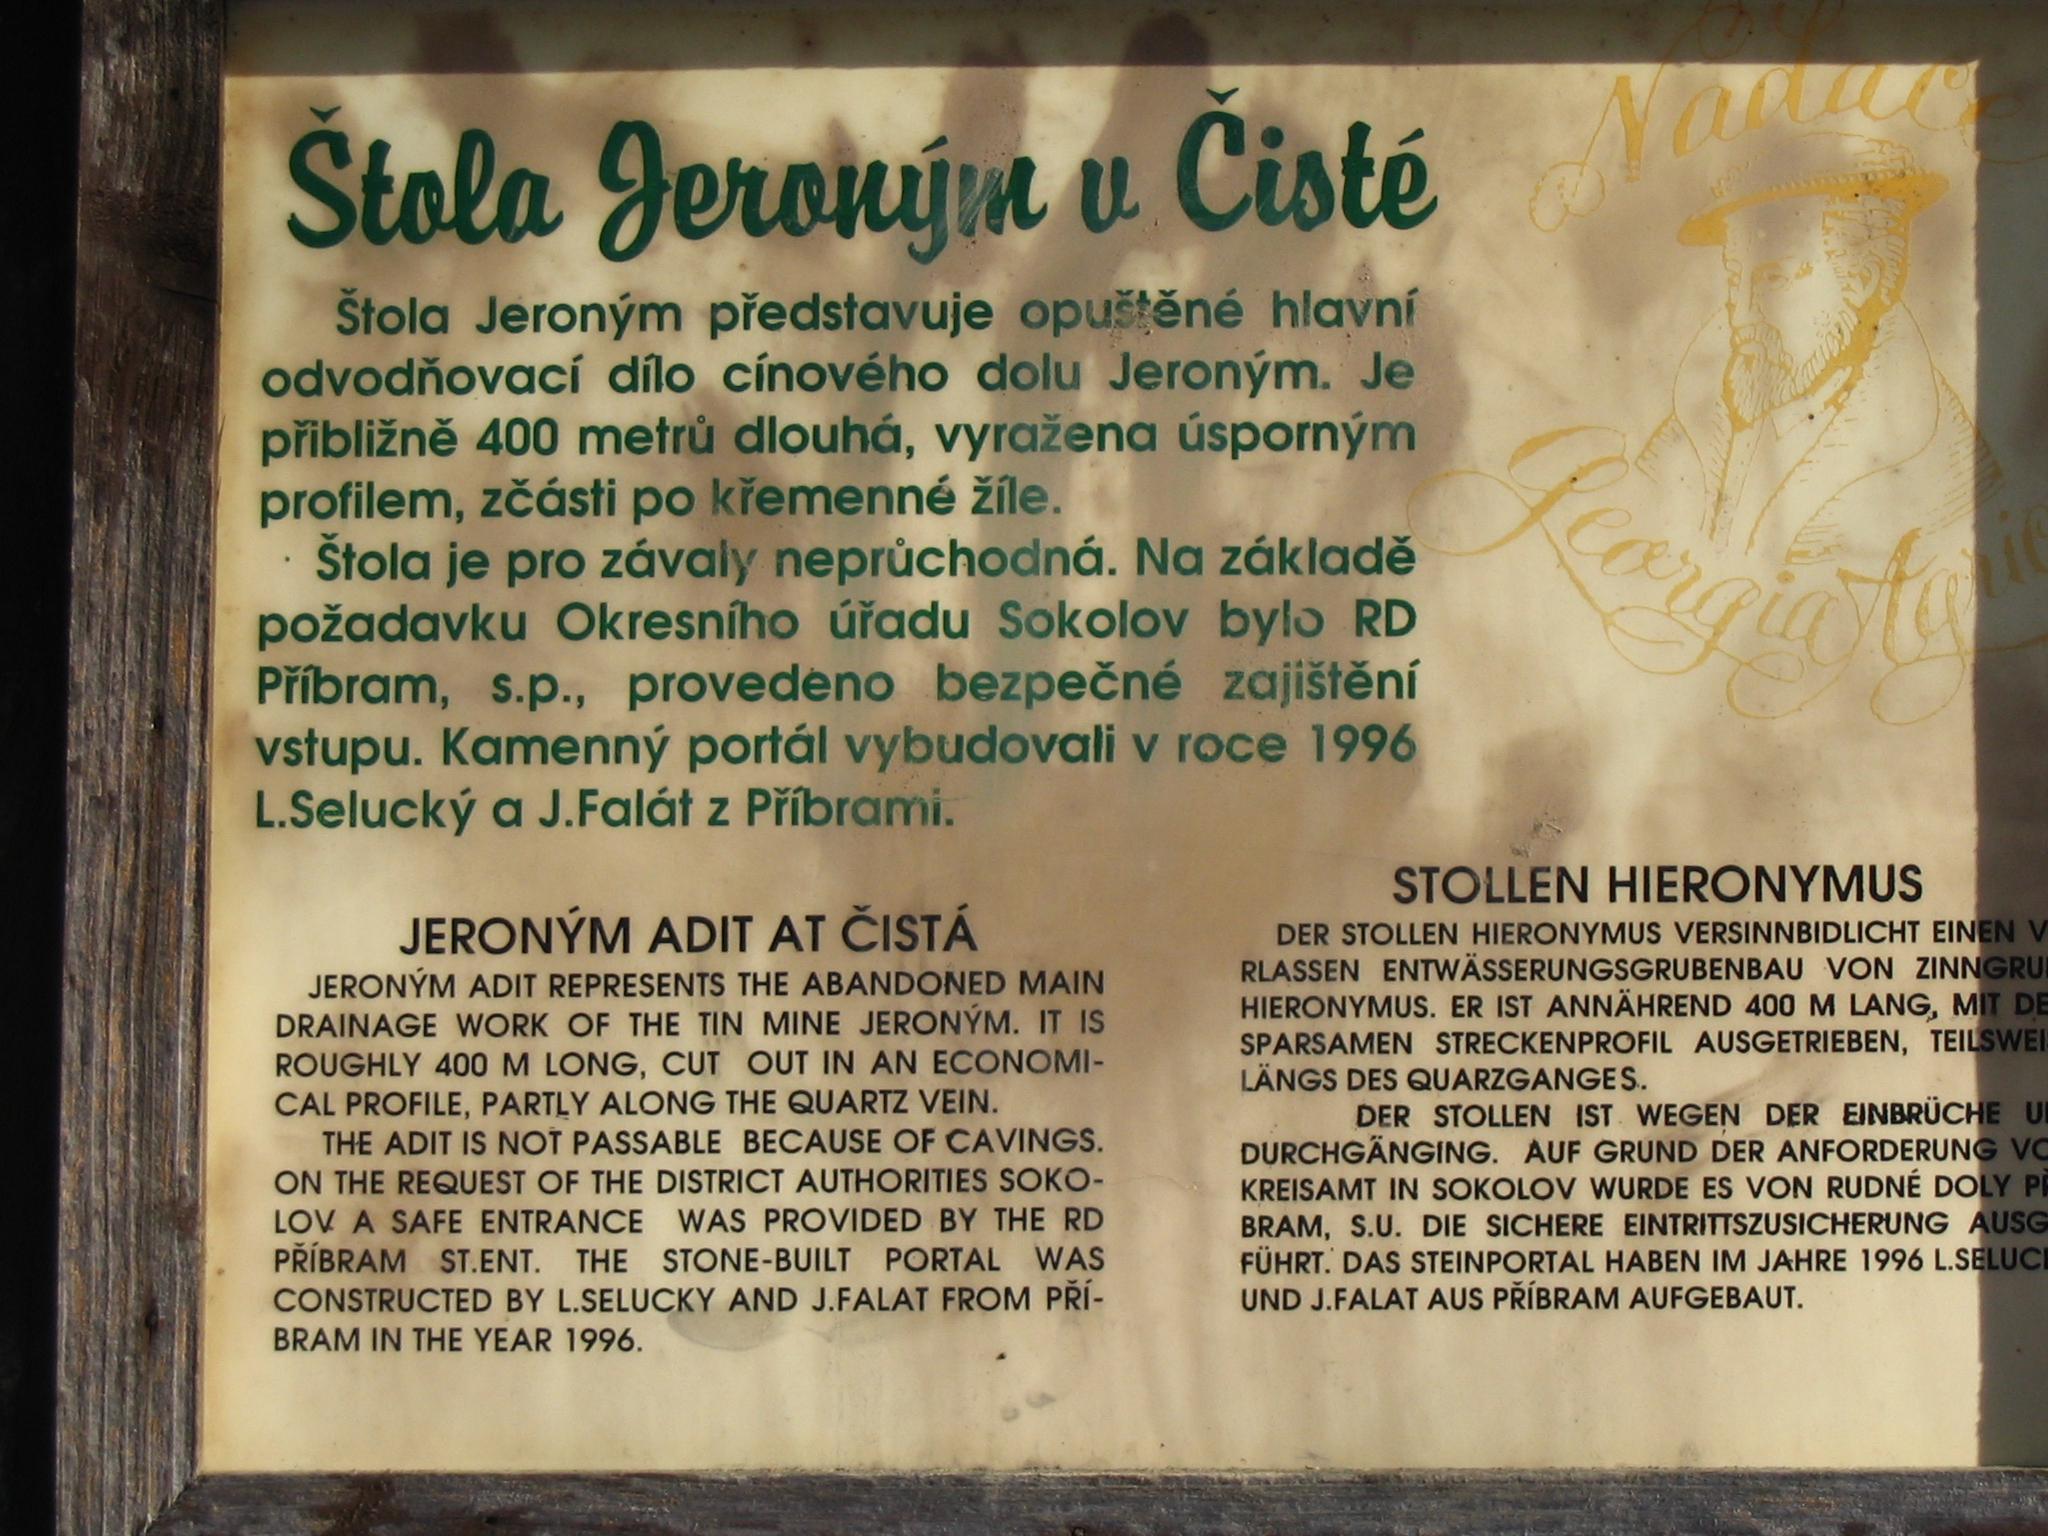 Štola Jeroným v Čisté
Štola Jeroným představuje opuštěné hlavní
odvodňovací dílo cínového dolu Jeroným. Je
přibližně 400 metrů dlouhá, vyražena úsporným
profilem, zčásti po křemenné žíle.
Štola je pro závaly neprůchodná. Na základě
požadavku Okresního úřadu Sokolov bylo RD
Příbram, s.p., provedeno bezpečné zajištění
vstupu. Kamenný portál vybudovali v roce 1996
L.Selucký a J.Falát z Příbrami.
Georgia
JERONÝM ADIT AT ČISTÁ
JERONÝM ADIT REPRESENTS THE ABANDONED MAIN
DRAINAGE WORK OF THE TIN MINE JERONÝM. IT IS
ROUGHLY 400 M LONG, CUT OUT IN AN ECONOMI-
CAL PROFILE, PARTLY ALONG THE QUARTZ VEIN.
THE ADIT IS NOT PASSABLE BECAUSE OF CAVINGS.
ON THE REQUEST OF THE DISTRICT AUTHORITIES SOKO-
LOV A SAFE ENTRANCE WAS PROVIDED BY THE RD
PŘÍBRAM ST.ENT. THE STONE-BUILT PORTAL WAS
CONSTRUCTED BY L.SELUCKY AND J.FALAT FROM PŘÍ-
BRAM IN THE YEAR 1996.
STOLLEN HIERONYMUS
DER STOLLEN HIERONYMUS VERSINNBIDLICHT EINEN V
RLASSEN ENTWÄSSERUNGSGRUBENBAU VON ZINNGRU
HIERONYMUS. ER IST ANNÄHREND 400 M LANG, MIT DE
SPARSAMEN STRECKENPROFIL AUSGETRIEBEN, TEILSWEI
LÄNGS DES QUARZGANGES.
DER STOLLEN IST WEGEN DER EINBRÜCHE U
DURCHGÄNGING. AUF GRUND DER ANFORDERUNG VO
KREISAMT IN SOKOLOV WURDE ES VON RUDNÉ DOLY PŘ
BRAM, S.U. DIE SICHERE EINTRITTSZUSICHERUNG AUSG
FÜHRT. DAS STEINPORTAL HABEN IM JAHRE 1996 L.SELUC
UND J.FALAT AUS PŘÍBRAM AUFGEBAUT.